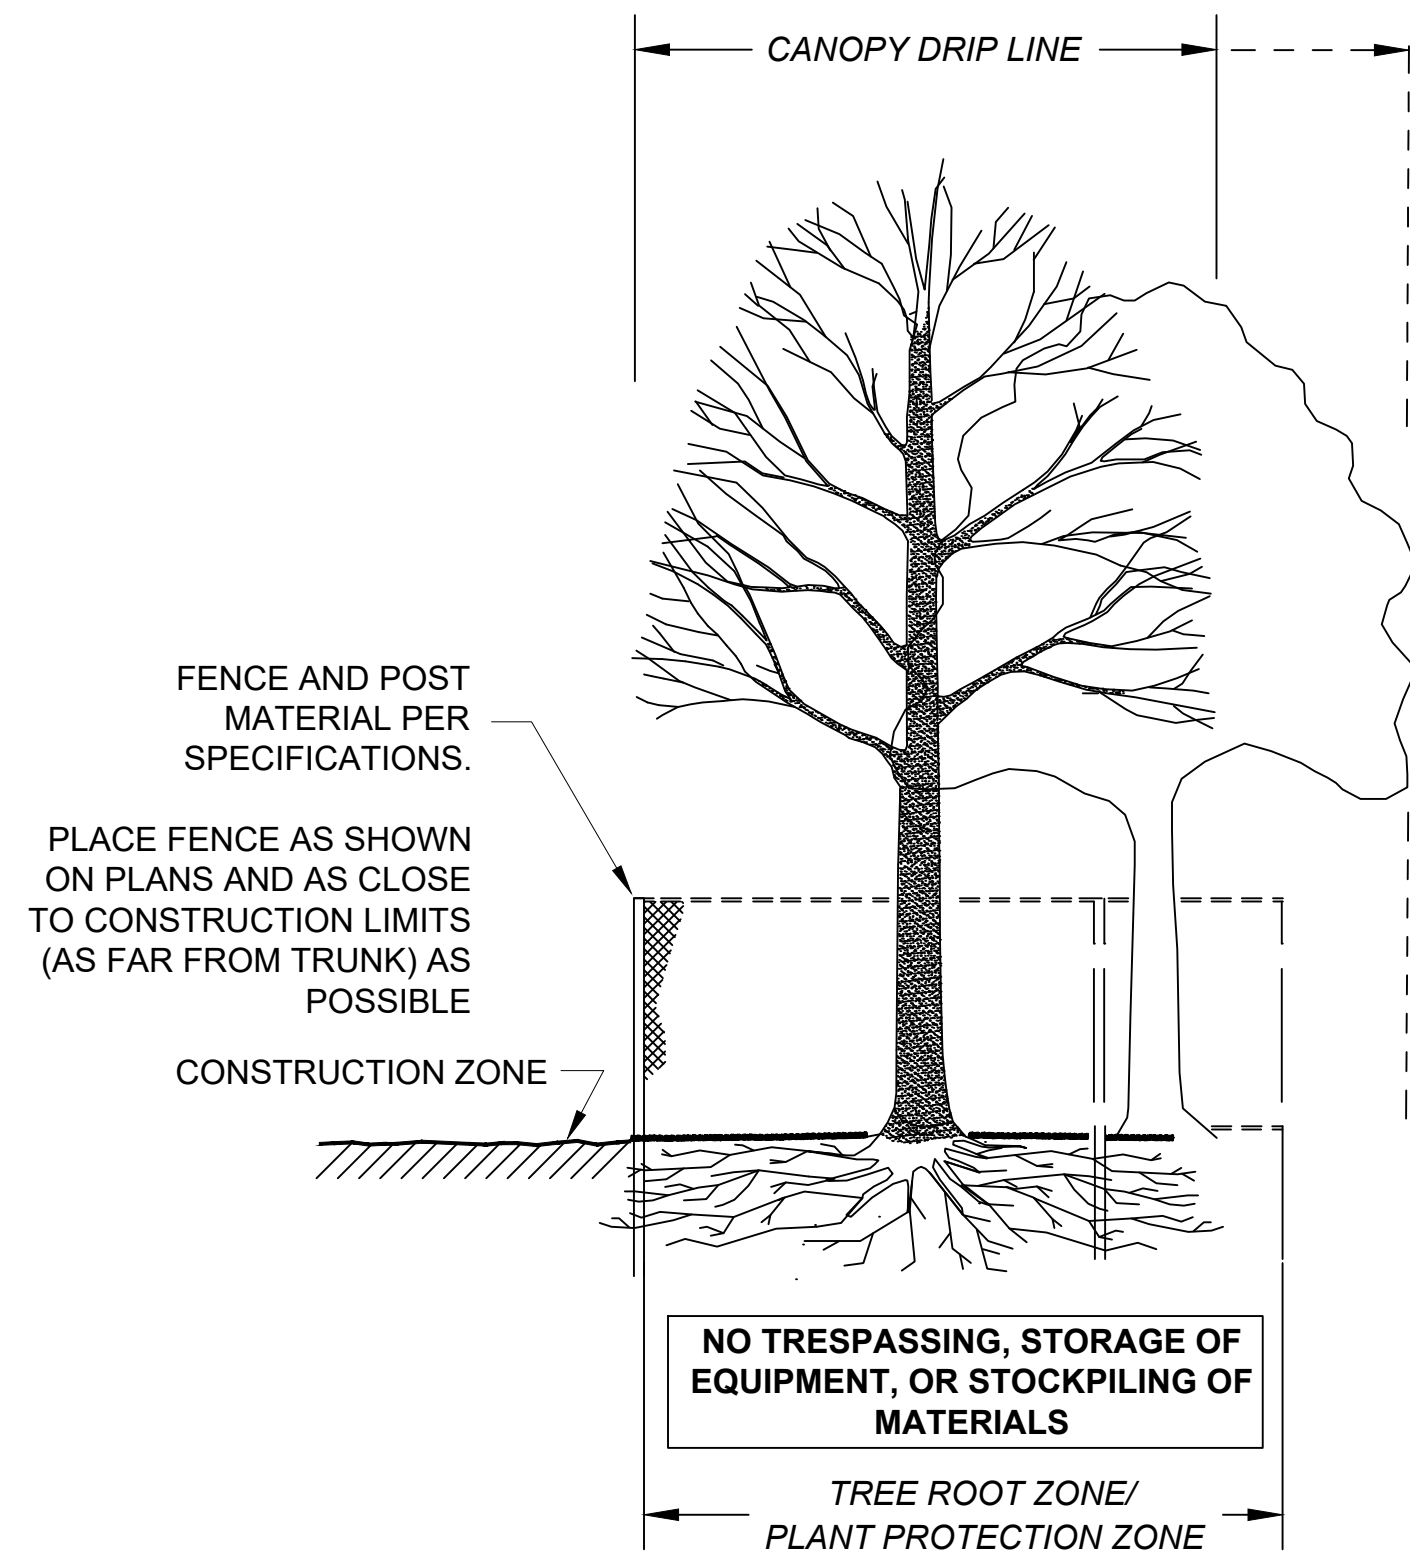 CANOPY DRIP LINE
FENCE AND POST
MATERIAL PER
SPECIFICATIONS.
PLACE FENCE AS SHOWN
ON PLANS AND AS CLOSE
TO CONSTRUCTION LIMITS
(AS FAR FROM TRUNK) AS
POSSIBLE
CONSTRUCTION ZONE
NO TRESPASSING, STORAGE OF
EQUIPMENT, OR STOCKPILING OF
MATERIALS
TREE ROOT ZONE/
PLANT PROTECTION ZONE